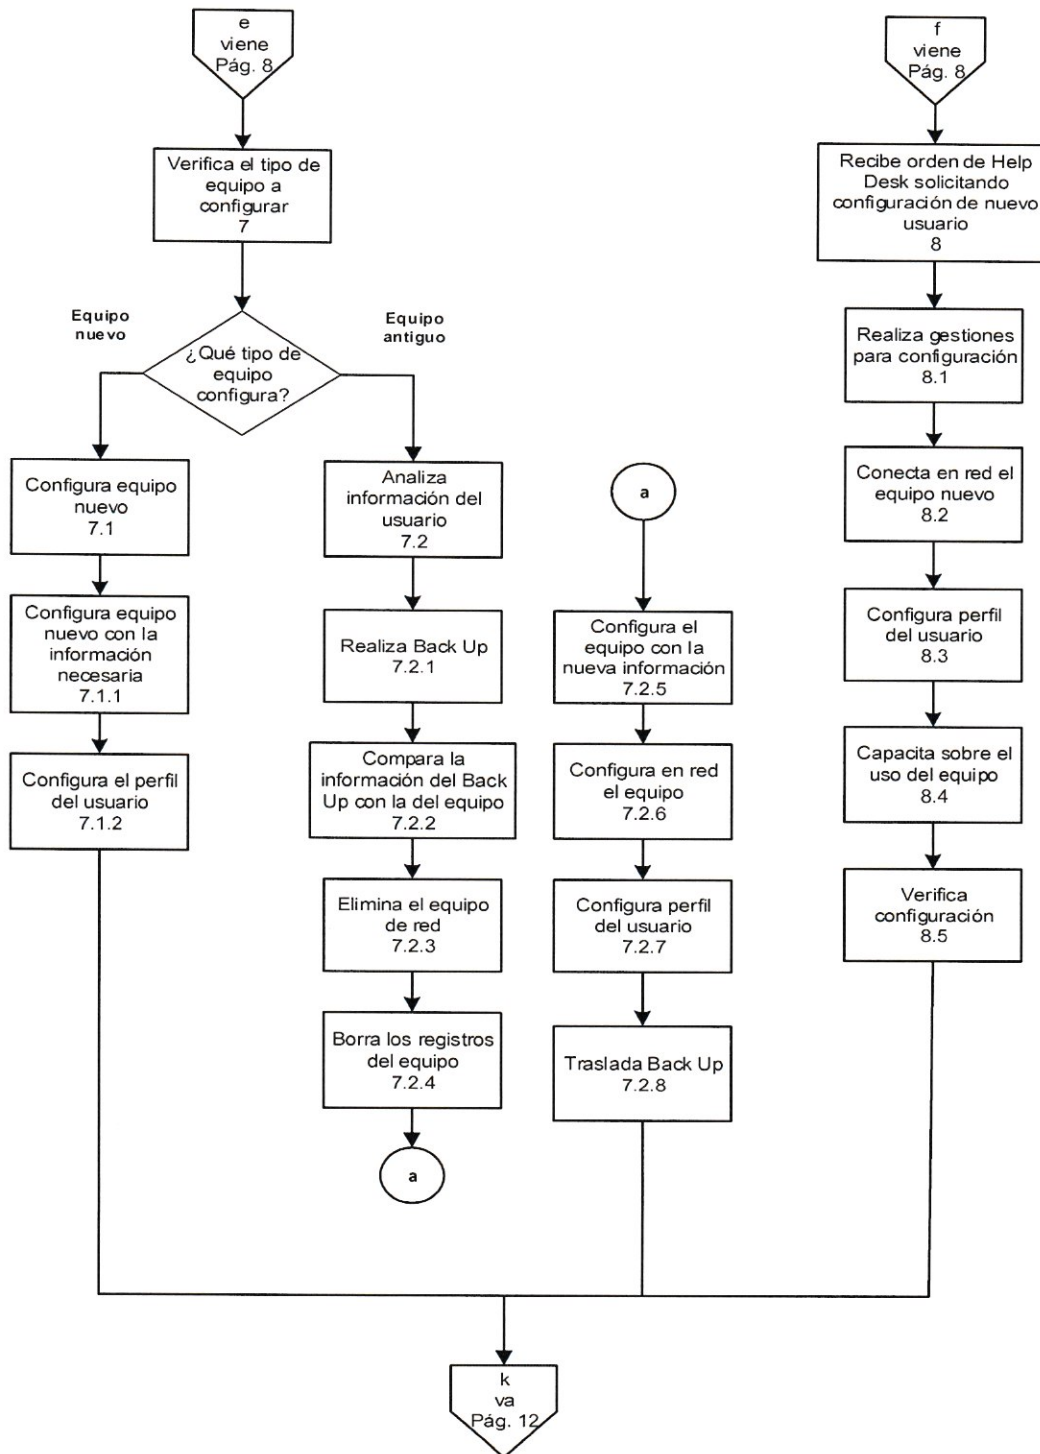 e
viene
Pág. 8
Verifica el tipo de
equipo a
configurar
7
Equipo
nuevo
Equipo
antiguo
¿Qué tipo de
equipo
configura?
Configura equipo
nuevo
7.1
Configura equipo
nuevo con la
información
necesaria
7.1.1
Configura el perfil
del usuario
7.1.2
Analiza
información del
usuario
7.2
Realiza Back Up
7.2.1
Compara la
información del Back
Up con la del equipo
7.2.2
Elimina el equipo
de red
7.2.3
Borra los registros
del equipo
7.2.4
a
a
Configura el
equipo con la
nueva información
7.2.5
Configura en red
el equipo
7.2.6
Configura perfil
del usuario
7.2.7
Traslada Back Up
7.2.8
f
viene
Pág. 8
Recibe orden de Help
Desk solicitando
configuración de nuevo
usuario
8
Realiza gestiones
para configuración
8.1
Conecta en red el
equipo nuevo
8.2
Configura perfil
del usuario
8.3
Capacita sobre el
uso del equipo
8.4
Verifica
configuración
8.5
k
va
Pág. 12